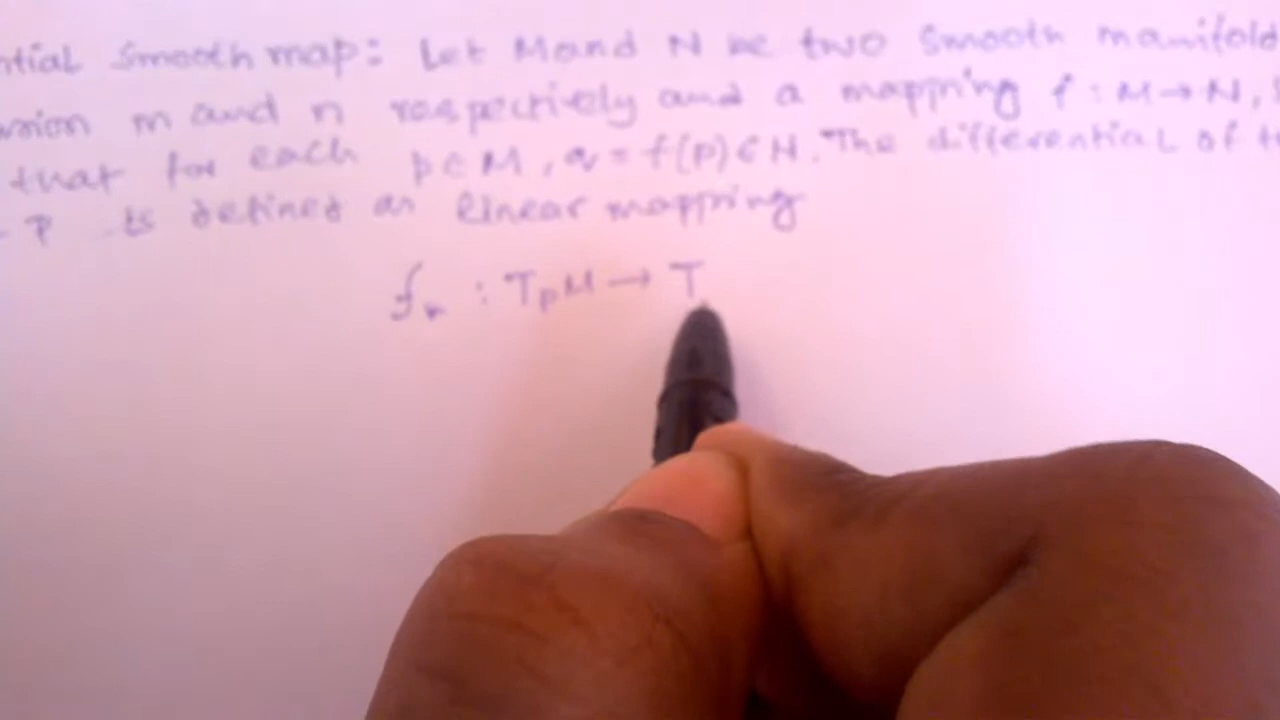 ntial smooth map: Let M and N be two smooth manifold
nsion m and n respectively and a mapping f : M → N, s
that for each p ∈ M, q = f(p) ∈ N. The differential of t
P is defined as linear mapping
f* : TpM → T